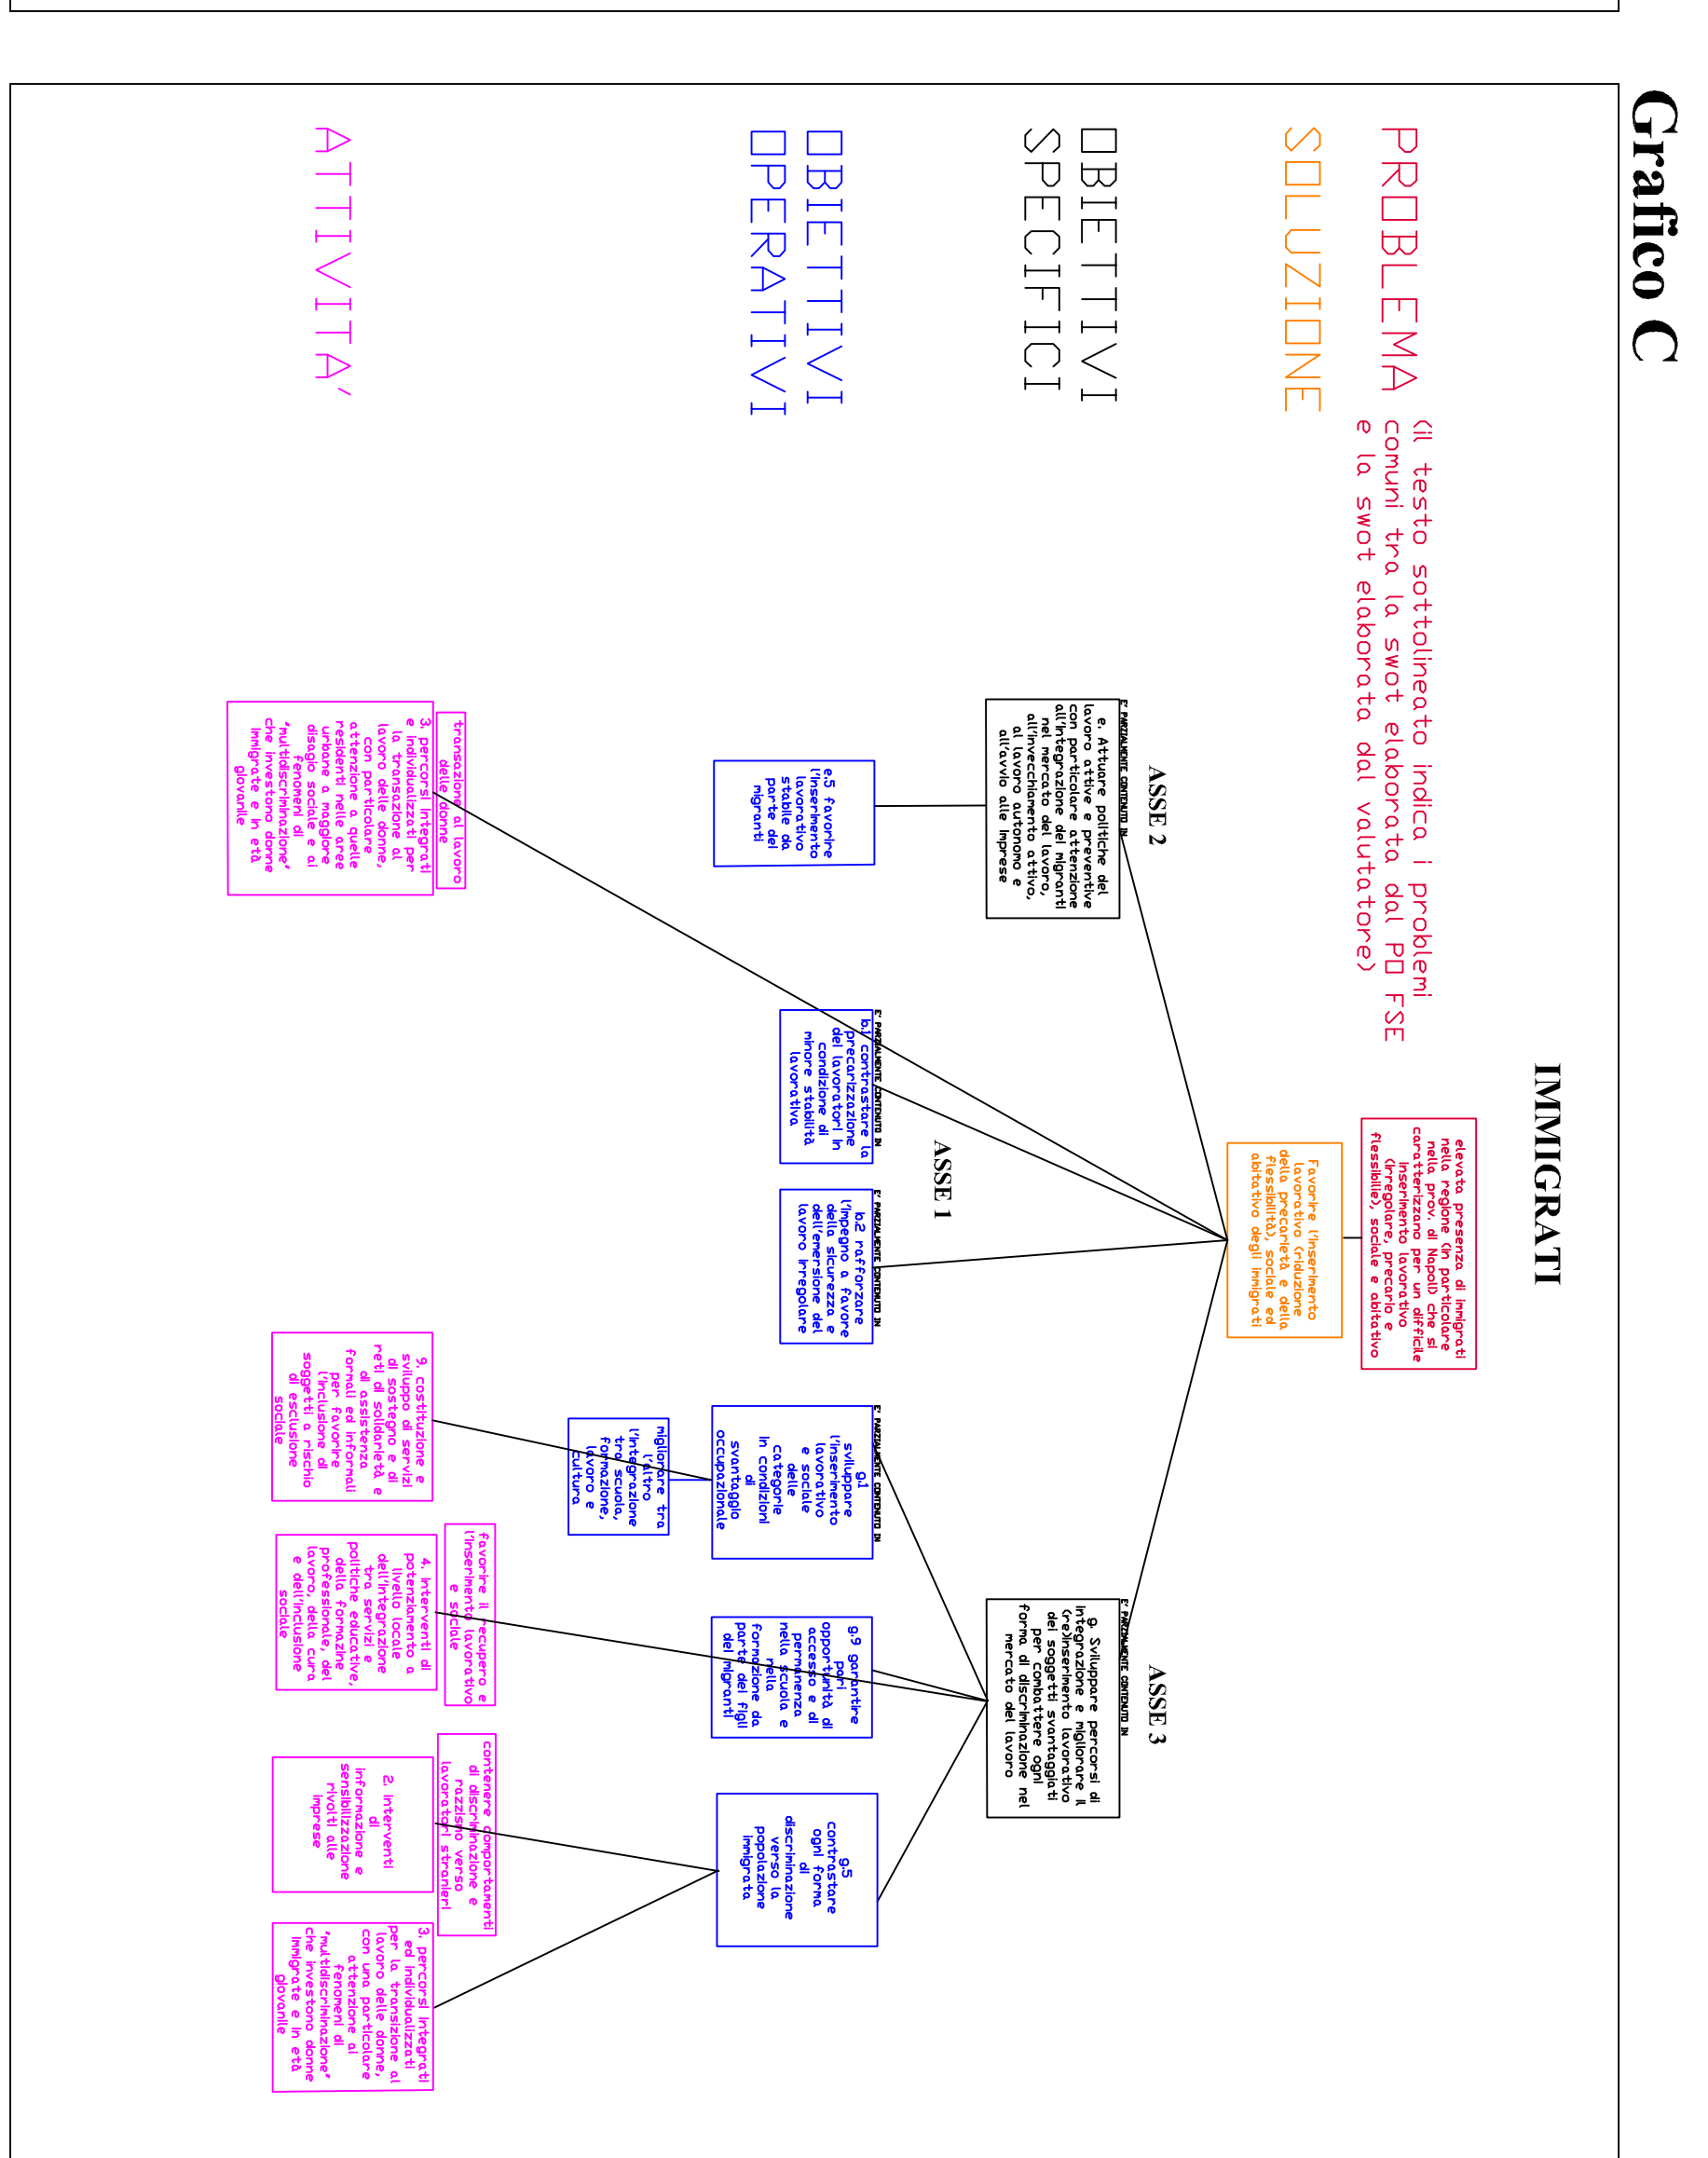 Grafico C
IMMIGRATI
PROBLEMA
(il testo sottolineato indica i problemi
comuni tra la swot elaborata dal PO FSE
e la swot elaborata dal valutatore)
elevata presenza di immigrati
nella regione (in particolare
nella prov. di Napoli) che si
caratterizzano per un difficile
inserimento lavorativo
(irregolare, precario e
flessibile), sociale e abitativo
SOLUZIONE
Favorire l'inserimento
lavorativo (riduzione
della precarietà e della
flessibilità), sociale ed
abitativo degli immigrati
OBIETTIVI
SPECIFICI
ASSE 2
E' PARZIALMENTE CONTENUTO IN
e. Attuare politiche del
lavoro attive e preventive
con particolare attenzione
all'integrazione dei migranti
nel mercato del lavoro,
all'invecchiamento attivo,
al lavoro autonomo e
all'avvio alle imprese
ASSE 3
E' PARZIALMENTE CONTENUTO IN
g. Sviluppare percorsi di
integrazione e migliorare il
(re)inserimento lavorativo
dei soggetti svantaggiati
per combattere ogni
forma di discriminazione nel
mercato del lavoro
ASSE 1
OBIETTIVI
OPERATIVI
e.5 favorire
l'inserimento
lavorativo
stabile da
parte dei
migranti
E' PARZIALMENTE CONTENUTO IN
b.1 contrastare la
precarizzazione
dei lavoratori in
condizione di
minore stabilità
lavorativa
E' PARZIALMENTE CONTENUTO IN
b.2 rafforzare
l'impegno a favore
della sicurezza e
dell'emersione del
lavoro irregolare
E' PARZIALMENTE CONTENUTO IN
g.1
sviluppare
l'inserimento
lavorativo
e sociale
delle
categorie
in condizioni
di
svantaggio
occupazionale
migliorare tra
l'altro
l'integrazione
tra scuola,
formazione,
lavoro e
cultura
g.9 garantire
pari
opportunità di
accesso e di
permanenza
nella scuola e
nella
formazione da
parte dei figli
dei migranti
g.5
contrastare
ogni forma
di
discriminazione
verso la
popolazione
immigrata
ATTIVITA'
transazione al lavoro
delle donne
3. percorsi integrati
e individualizzati per
la transazione al
lavoro delle donne,
con particolare
attenzione a quelle
residenti nelle aree
urbane a maggiore
disagio sociale e ai
fenomeni di
'multidiscriminazione'
che investono donne
immigrate e in età
giovanile
9. costituzione e
sviluppo di servizi
di sostegno e di
reti di solidarietà e
di assistenza
formali ed informali
per favorire
l'inclusione di
soggetti a rischio
di esclusione
sociale
favorire il recupero e
l'inserimento lavorativo
e sociale
4. interventi di
potenziamento a
livello locale
dell'integrazione
tra servizi e
politiche educative,
della formazine
professionale, del
lavoro, della cura
e dell'inclusione
sociale
contenere comportamenti
di discriminazione e
razzismo verso
lavoratori stranieri
2. interventi
di
informazione e
sensibilizzazione
rivolti alle
imprese
3. percorsi integrati
ed individualizzati
per la transizione al
lavoro delle donne,
con una particolare
attenzione ai
fenomeni di
'multidiscriminazione'
che investono donne
immigrate e in età
giovanile